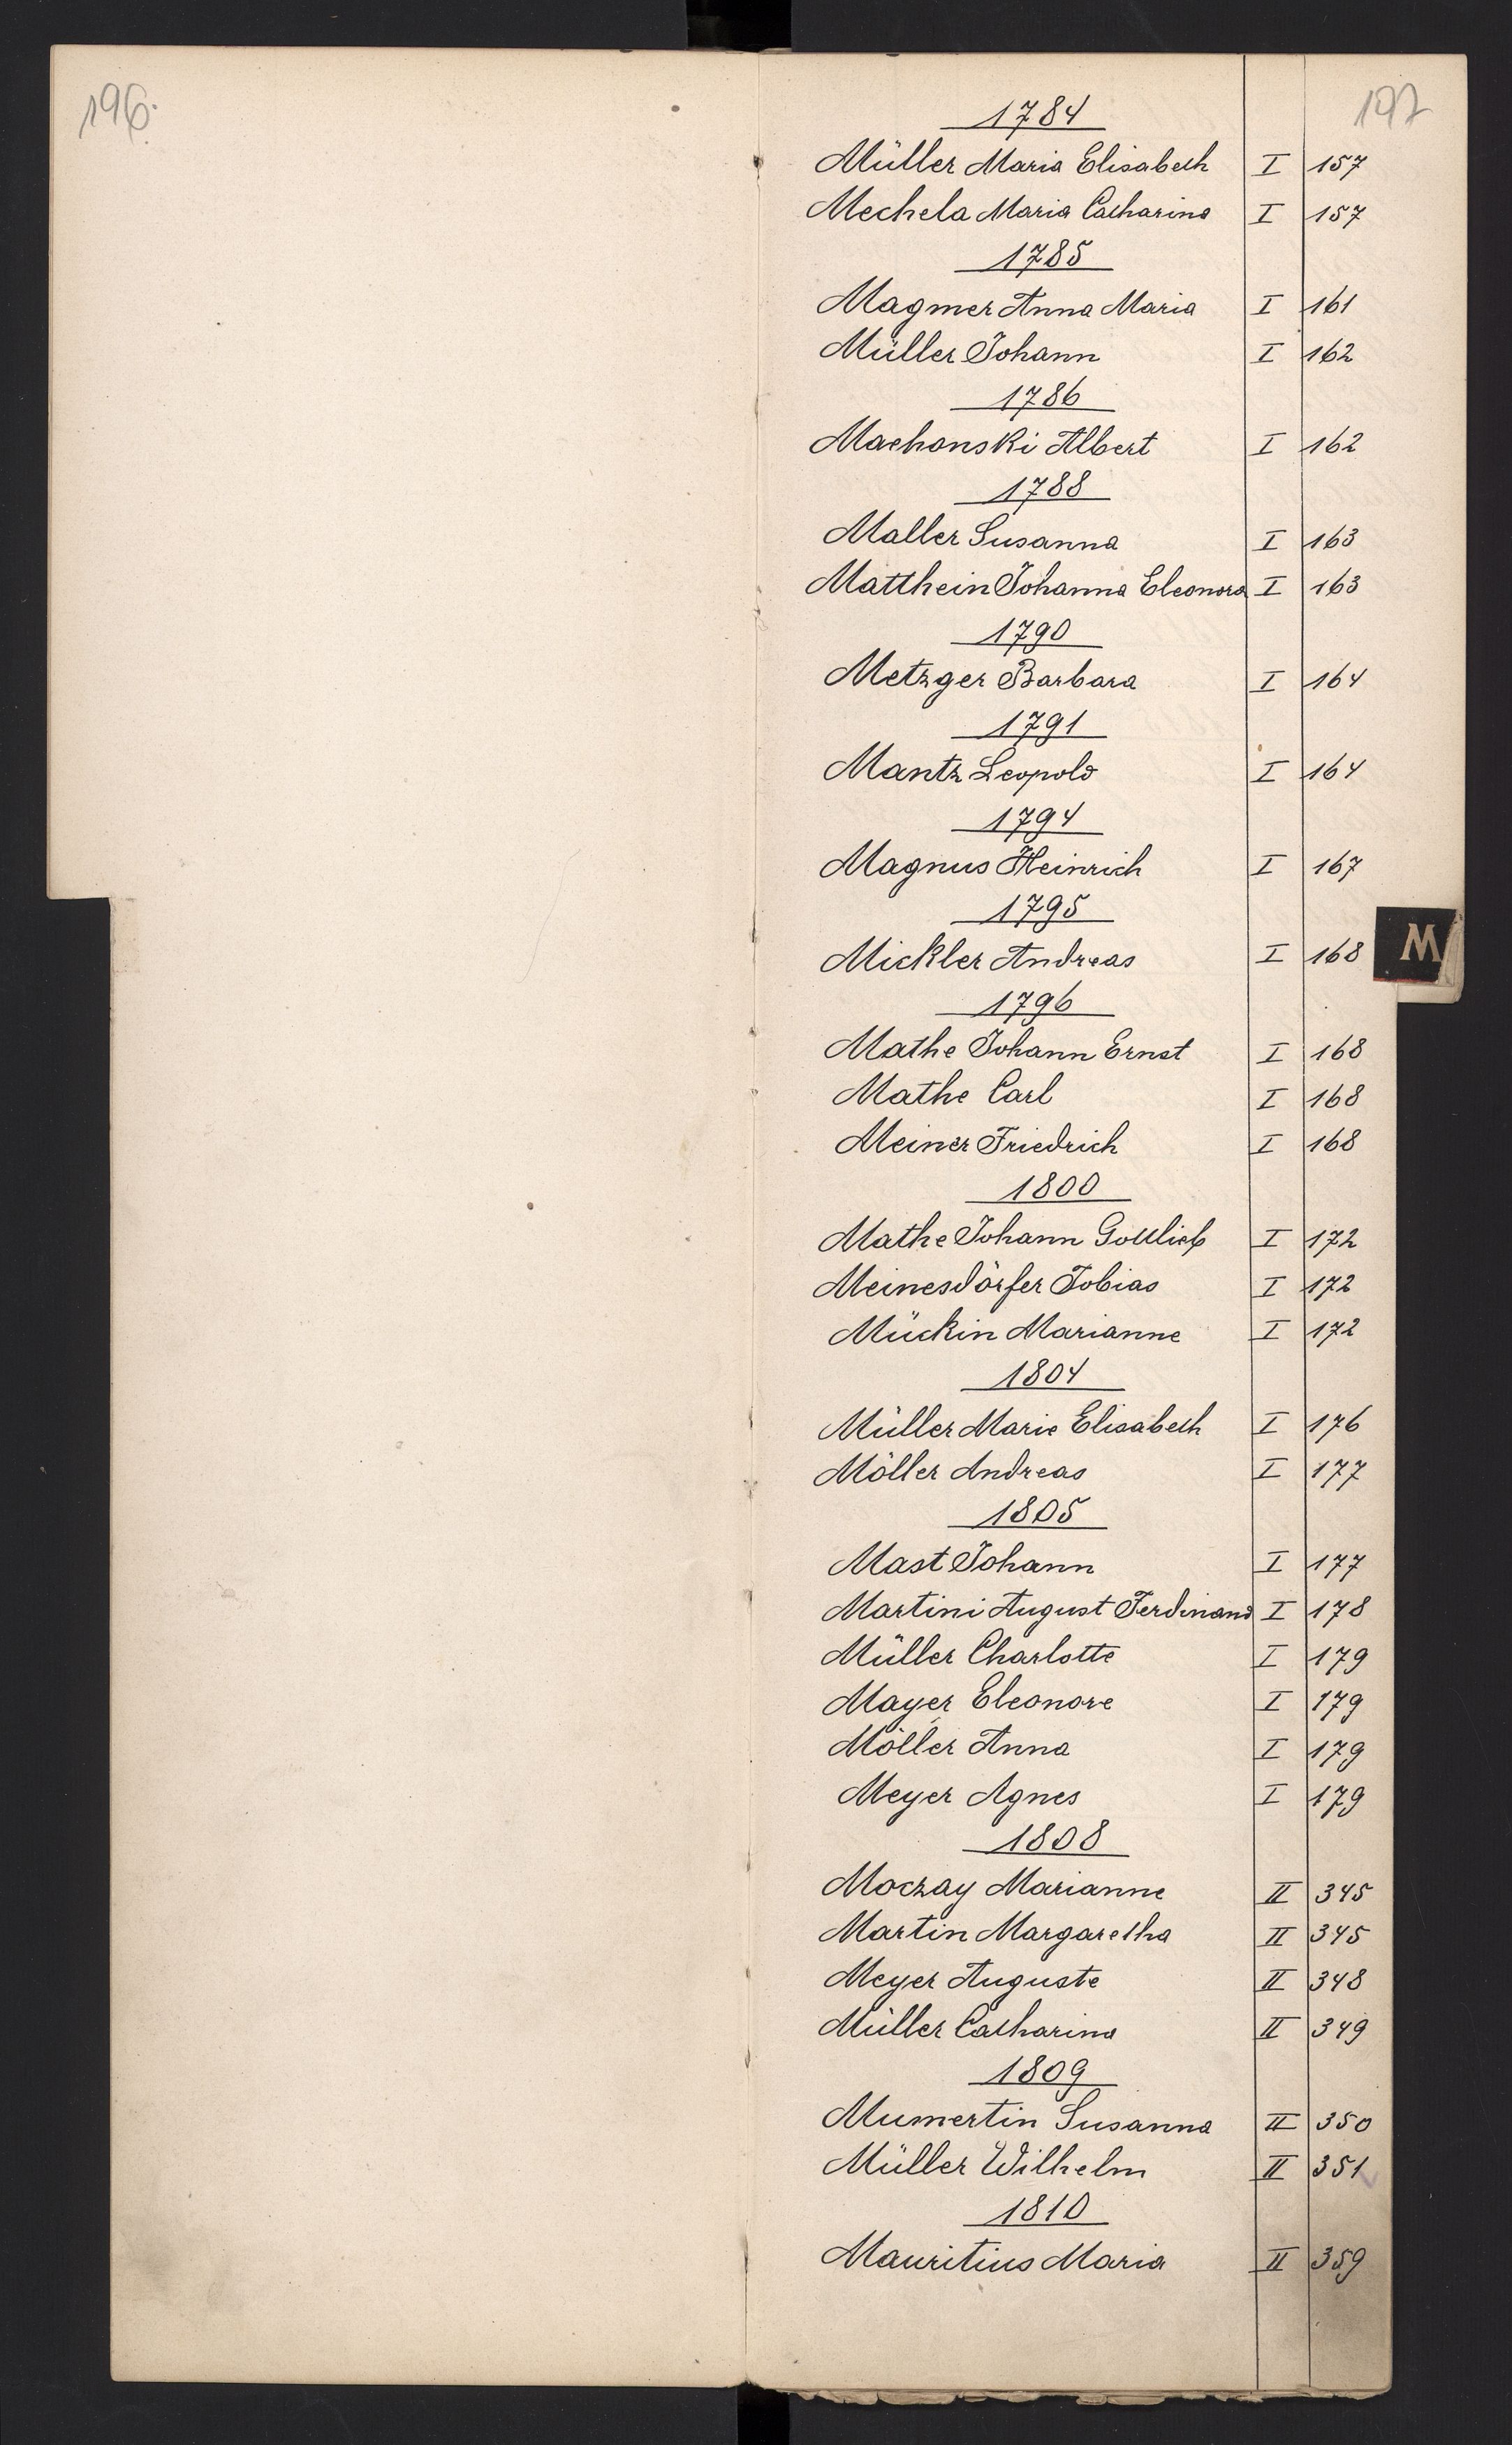 196.
197
1784
Müller Maria Elisabeth I 157
Mechela Maria Catharina I 157
1785
Magmer Anna Maria I 161
Müller Johann I 162
1786
Machanski Albert I 162
1788
Maller Susanna I 163
Matthein Johanna Eleonora I 163
1790
Metzger Barbara I 164
1791
Mantz Leopold I 164
1794
Magnus Heinrich I 167
1795
Mickler Andreas I 168
M
1796
Mathe Johann Ernst I 168
Mathe Carl I 168
Meiner Friedrich I 168
1800
Mathe Johann Gottlieb I 172
Meinesdörfer Tobias I 172
Mückin Marianne I 172
1804
Müller Marie Elisabeth I 176
Möller Andreas I 177
1805
Mast Johann I 177
Martini August Ferdinand I 178
Müller Charlotte I 179
Mayer Eleonore I 179
Möller Anna I 179
Meyer Agnes I 179
1808
Moczay Marianne II 345
Martin Margaretha II 345
Meyer Auguste II 348
Müller Catharina II 349
1809
Mumertin Susanna II 350
Müller Wilhelm II 351
1810
Mauritius Maria II 359